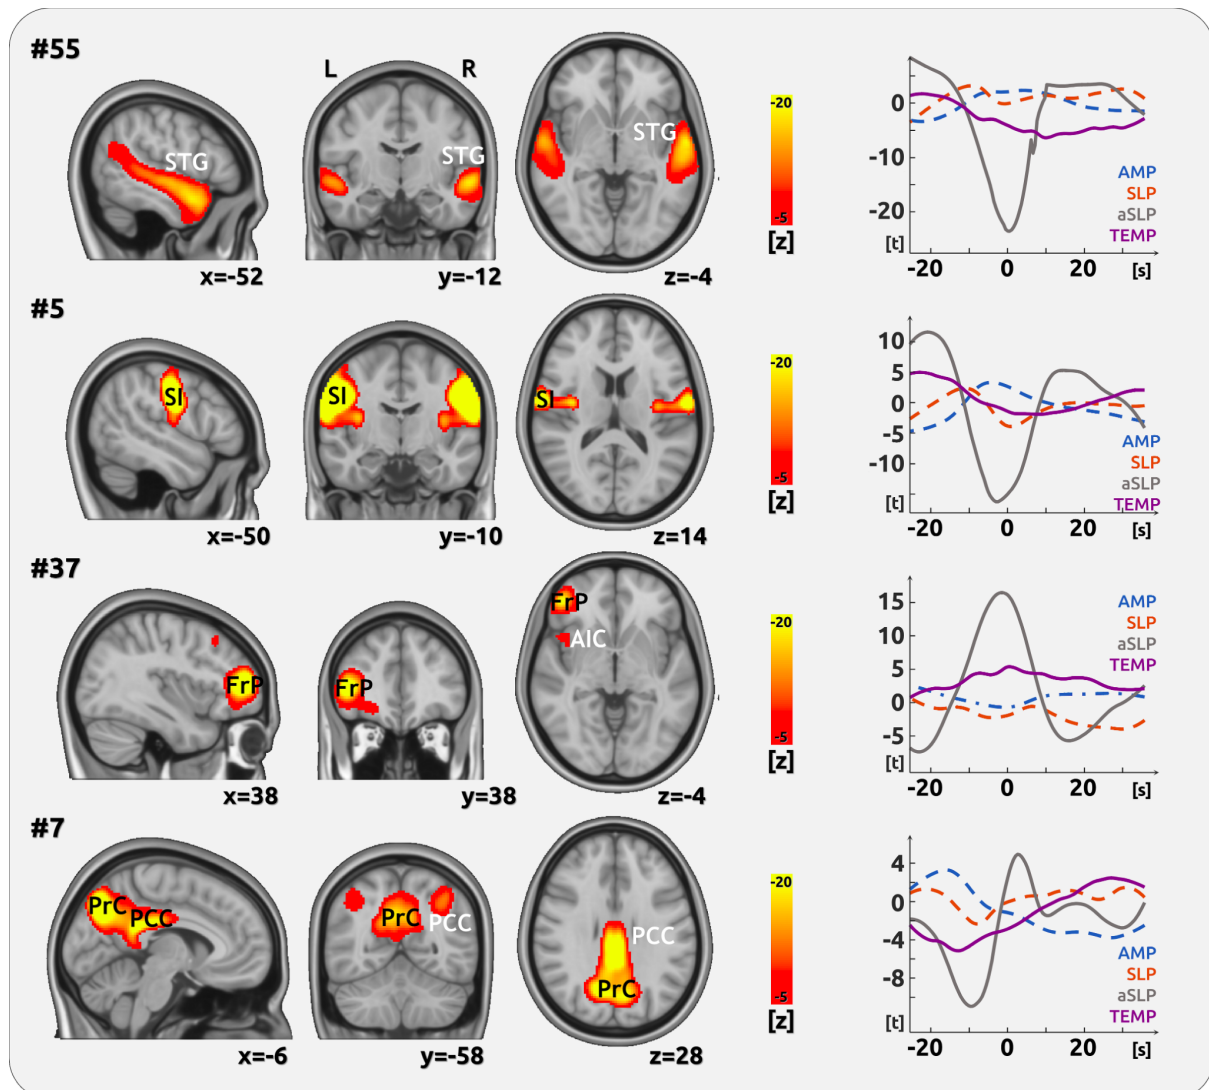 #55
L
R
STG
STG
STG
x=-52
y=-12
z=-4
-20
-5
[z]
0
-10
-20
[t]
-20
0
20
[s]
AMP
SLP
aSLP
TEMP
#5
SI
SI
SI
x=-50
y=-10
z=14
-20
-5
[z]
10
5
0
-5
-10
[t]
-20
0
20
[s]
AMP
SLP
aSLP
TEMP
#37
FrP
FrP
FrP
AIC
x=38
y=38
z=-4
-20
-5
[z]
15
10
5
0
-5
[t]
-20
0
20
[s]
AMP
SLP
aSLP
TEMP
#7
PrC
PCC
PrC
PCC
PCC
PrC
x=-6
y=-58
z=28
-20
-5
[z]
4
0
-4
-8
[t]
-20
0
20
[s]
AMP
SLP
aSLP
TEMP